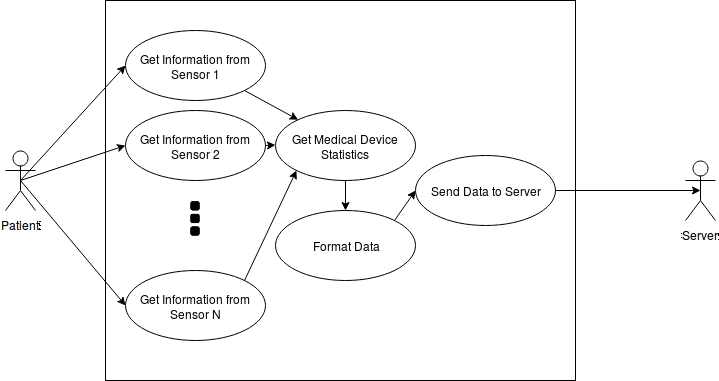 Get Information from
Sensor 1
Get Information from
Sensor 2
Get Medical Device
Statistics
Send Data to Server
Patient
Server
Format Data
Get Information from
Sensor N